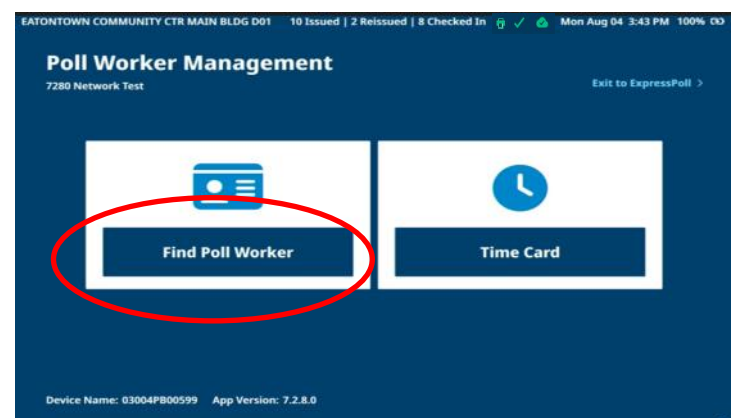 EATONTOWN COMMUNITY CTR MAIN BLDG D01 10 Issued | 2 Reissued | 8 Checked In Mon Aug 04 3:43 PM 100%
Poll Worker Management
7280 Network Test
Exit to ExpressPoll >
Find Poll Worker
Time Card
Device Name: 03004PB00599 App Version: 7.2.8.0